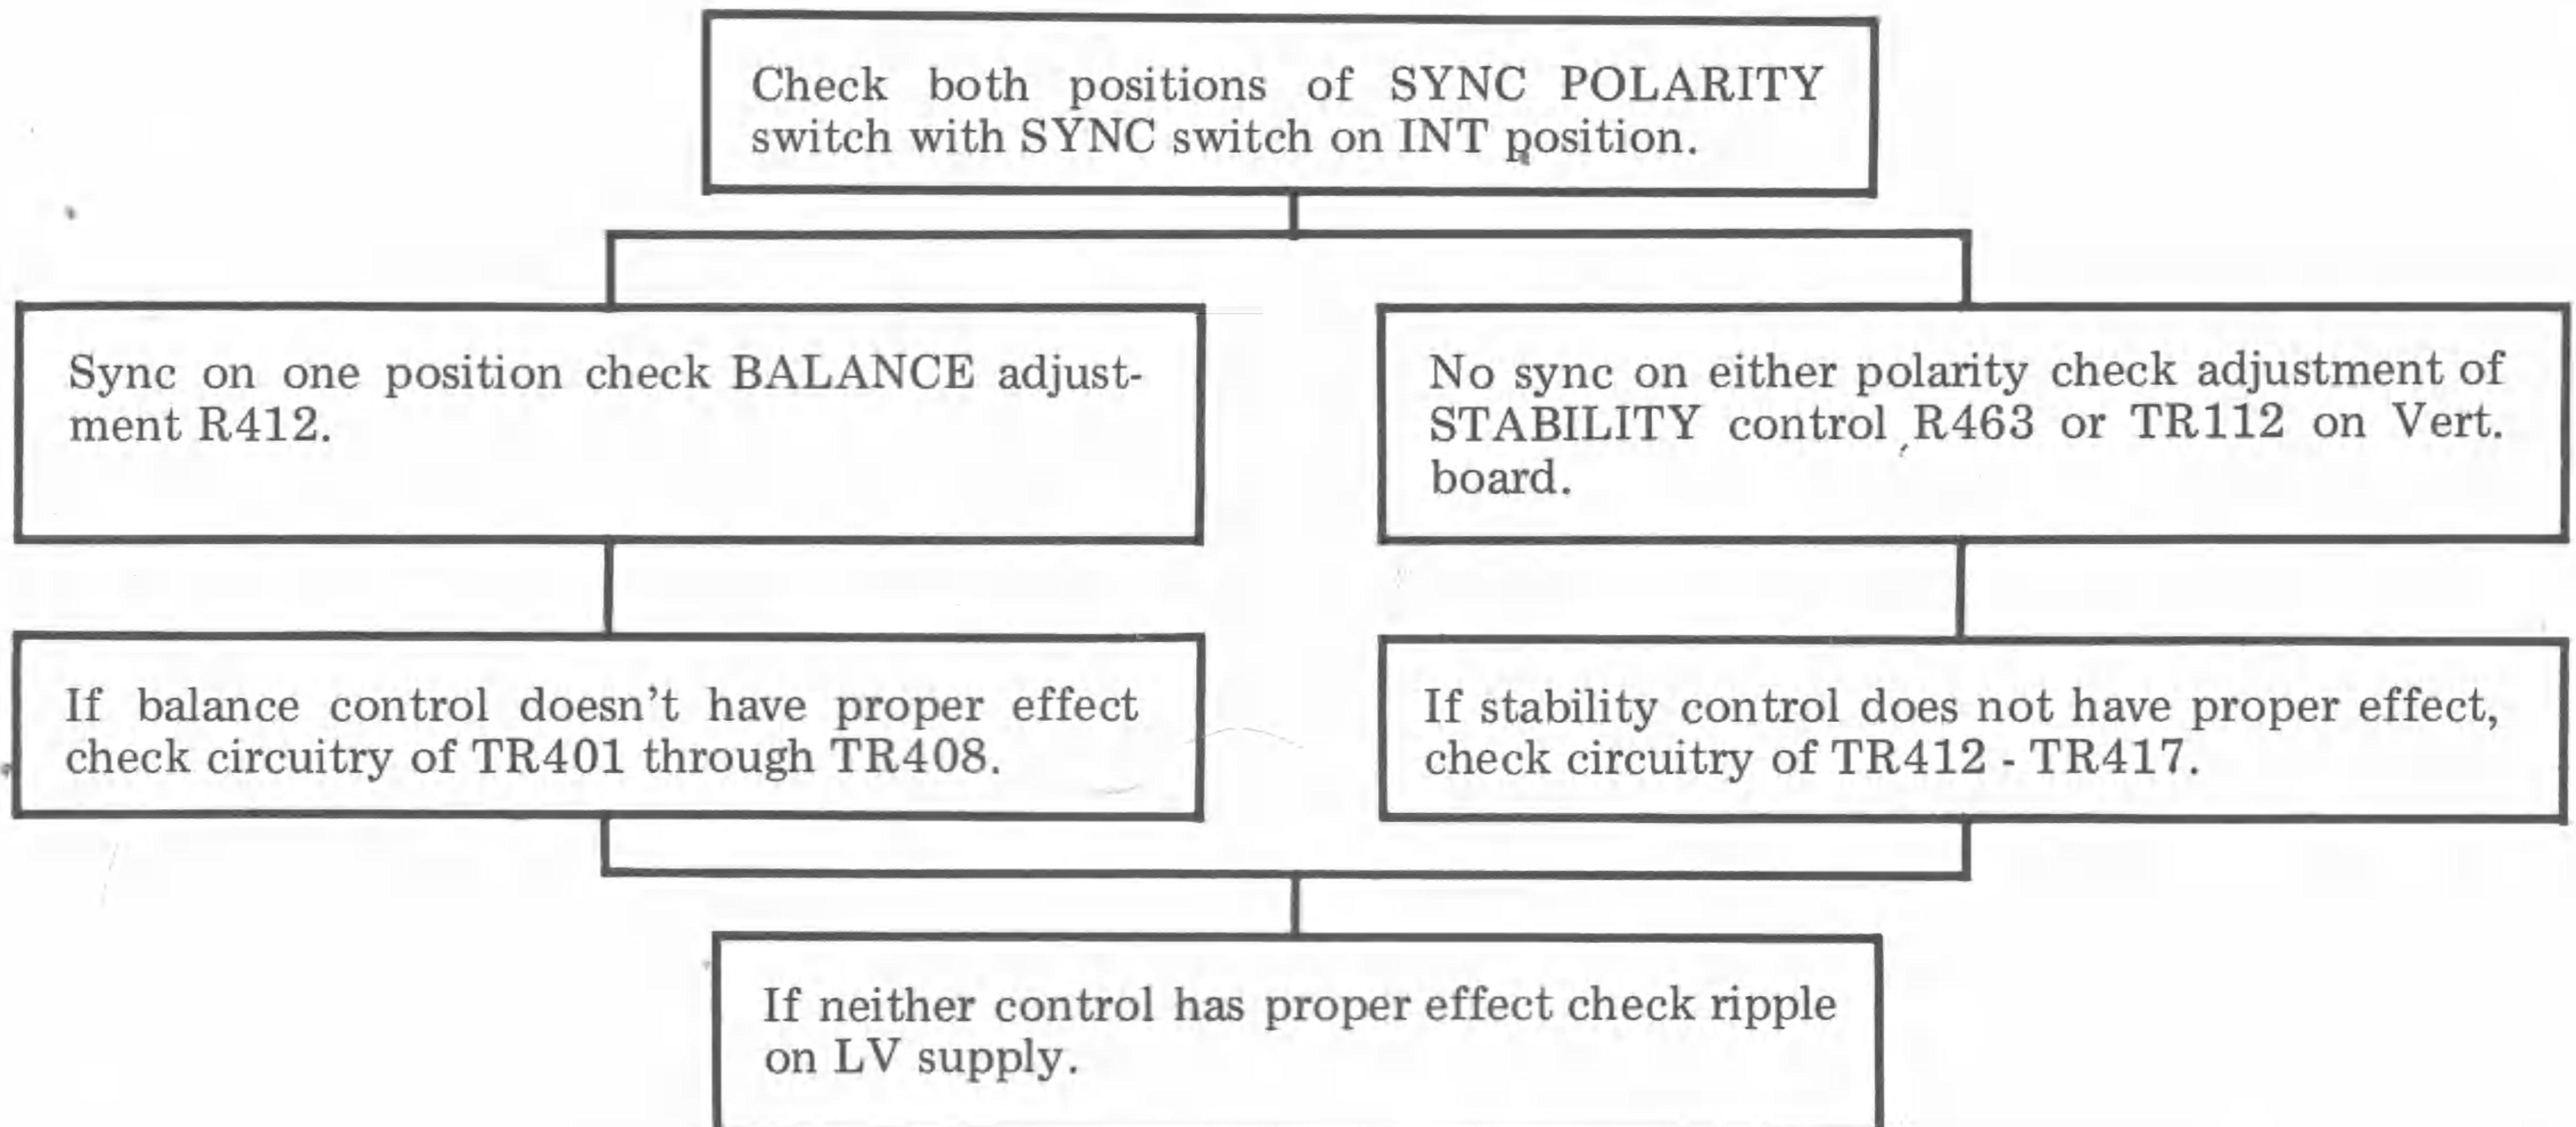 Check both positions of SYNC POLARITY
switch with SYNC switch on INT position.
Sync on one position check BALANCE adjust-
ment R412.
No sync on either polarity check adjustment of
STABILITY control R463 or TR112 on Vert.
board.
If balance control doesn't have proper effect
check circuitry of TR401 through TR408.
If stability control does not have proper effect,
check circuitry of TR412 - TR417.
If neither control has proper effect check ripple
on LV supply.